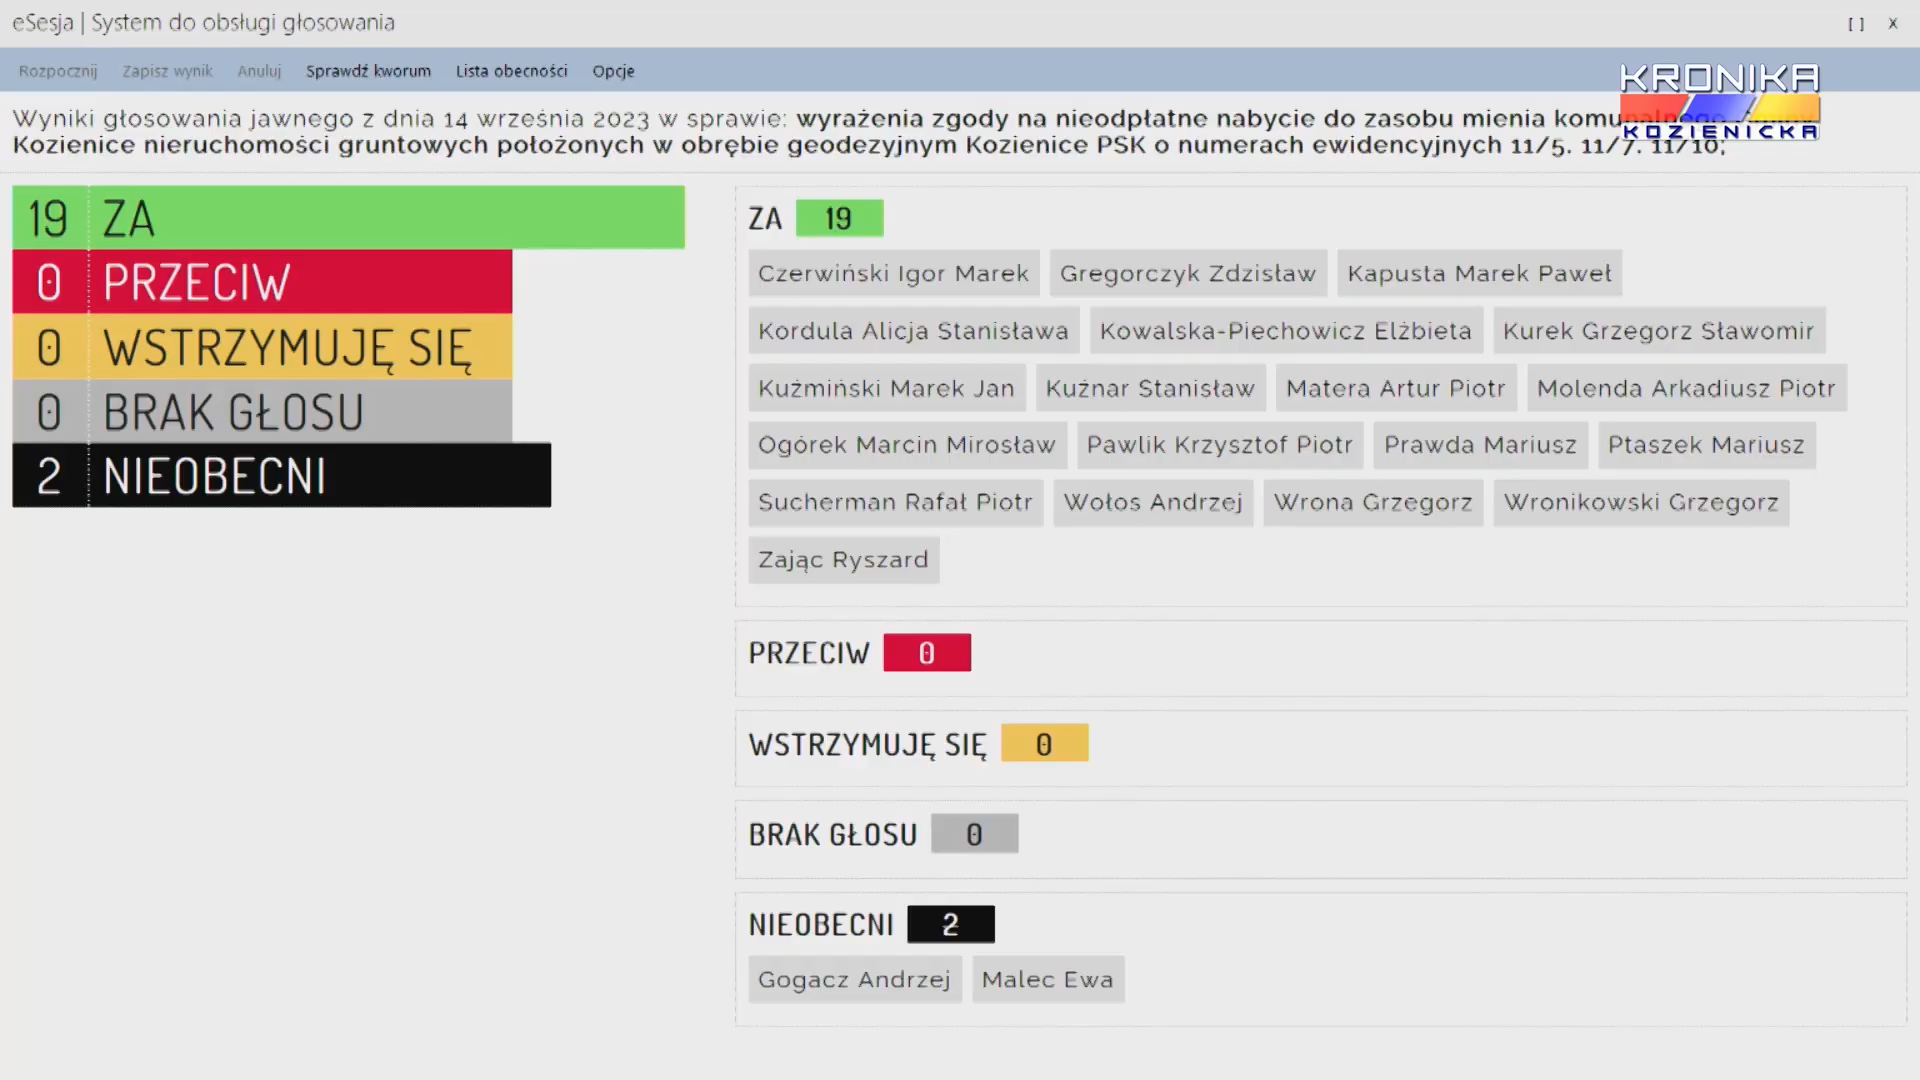 eSesja | System do obsługi głosowania
[ ] X
Rozpocznij Zapisz wynik Anuluj Sprawdź kworum Lista obecności Opcje
KRONIKA
KOZIENICKA
Wyniki głosowania jawnego z dnia 14 września 2023 w sprawie: wyrażenia zgody na nieodpłatne nabycie do zasobu mienia
Kozienice nieruchomości gruntowych położonych w obrębie geodezyjnym Kozienice PSK o numerach ewidencyjnych 11/5. 11/7. 11/10;
19 ZA
0 PRZECIW
0 WSTRZYMUJĘ SIĘ
0 BRAK GŁOSU
2 NIEOBECNI
ZA 19
Czerwiński Igor Marek Gregorczyk Zdzisław Kapusta Marek Paweł
Kordula Alicja Stanisława Kowalska-Piechowicz Elżbieta Kurek Grzegorz Sławomir
Kuźmiński Marek Jan Kuźnar Stanisław Matera Artur Piotr Molenda Arkadiusz Piotr
Ogórek Marcin Mirosław Pawlik Krzysztof Piotr Prawda Mariusz Ptaszek Mariusz
Sucherman Rafał Piotr Wołos Andrzej Wrona Grzegorz Wronikowski Grzegorz
Zając Ryszard
PRZECIW 0
WSTRZYMUJĘ SIĘ 0
BRAK GŁOSU 0
NIEOBECNI 2
Gogacz Andrzej Malec Ewa